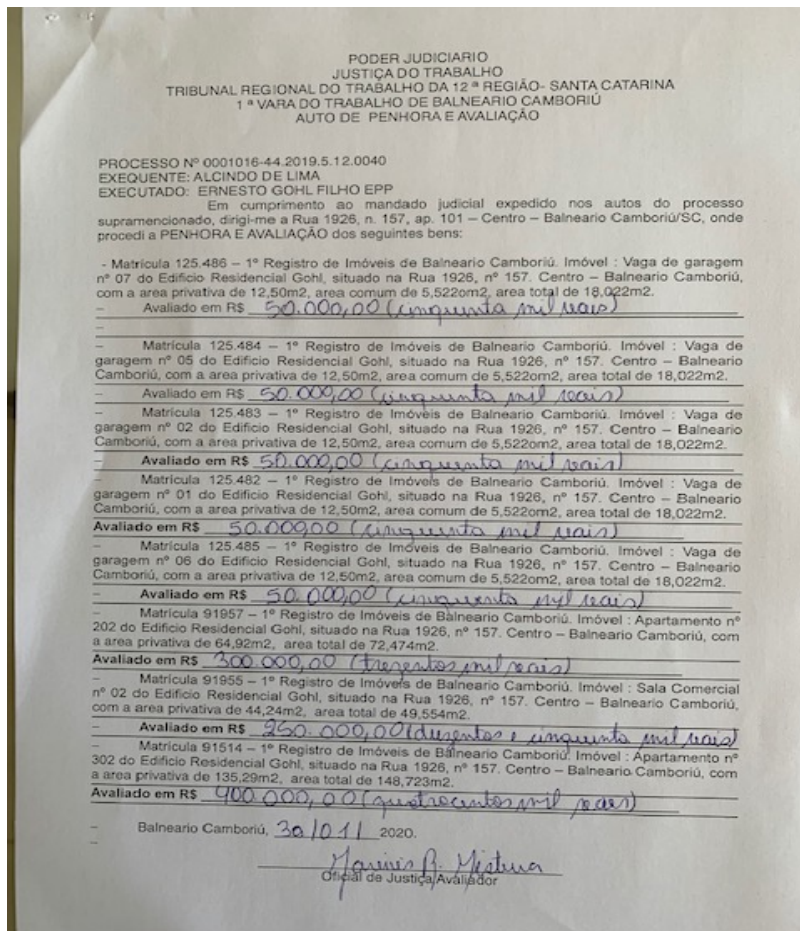 PODER JUDICIARIO
JUSTIÇA DO TRABALHO
TRIBUNAL REGIONAL DO TRABALHO DA 12 ª REGIÃO- SANTA CATARINA
1 ª VARA DO TRABALHO DE BALNEARIO CAMBORIÚ
AUTO DE PENHORA E AVALIAÇÃO
PROCESSO Nº 0001016-44.2019.5.12.0040
EXEQUENTE: ALCINDO DE LIMA
EXECUTADO: ERNESTO GOHL FILHO EPP
Em cumprimento ao mandado judicial expedido nos autos do processo
supramencionado, dirigi-me a Rua 1926, n. 157, ap. 101 – Centro – Balneario Camboriú/SC, onde
procedi a PENHORA E AVALIAÇÃO dos seguintes bens:
- Matrícula 125.486 – 1º Registro de Imóveis de Balneário Camboriú. Imóvel : Vaga de garagem
nº 07 do Edificio Residencial Gohl, situado na Rua 1926, nº 157. Centro – Balneario Camboriú,
com a area privativa de 12,50m2, area comum de 5,522om2, area total de 18,022m2.
– Avaliado em R$ 50.000,00 (cinquenta mil reais)
–
– Matrícula 125.484 – 1º Registro de Imóveis de Balneário Camboriú. Imóvel : Vaga de
garagem nº 05 do Edificio Residencial Gohl, situado na Rua 1926, nº 157. Centro – Balneario
Camboriú, com a area privativa de 12,50m2, area comum de 5,522om2, area total de 18,022m2.
– Avaliado em R$ 50.000,00 (cinquenta mil reais)
– Matrícula 125.483 – 1º Registro de Imóveis de Balneário Camboriú. Imóvel : Vaga de
garagem nº 02 do Edificio Residencial Gohl, situado na Rua 1926, nº 157. Centro – Balneario
Camboriú, com a area privativa de 12,50m2, area comum de 5,522om2, area total de 18,022m2.
– Avaliado em R$ 50.000,00 (cinquenta mil reais)
– Matrícula 125.482 – 1º Registro de Imóveis de Balneário Camboriú. Imóvel : Vaga de
garagem nº 01 do Edificio Residencial Gohl, situado na Rua 1926, nº 157. Centro – Balneario
Camboriú, com a area privativa de 12,50m2, area comum de 5,522om2, area total de 18,022m2.
Avaliado em R$ 50.000,00 (cinquenta mil reais)
– Matrícula 125.485 – 1º Registro de Imóveis de Balneário Camboriú. Imóvel : Vaga de
garagem nº 06 do Edificio Residencial Gohl, situado na Rua 1926, nº 157. Centro – Balneario
Camboriú, com a area privativa de 12,50m2, area comum de 5,522om2, area total de 18,022m2.
– Avaliado em R$ 50.000,00 (cinquenta mil reais)
– Matrícula 91957 – 1º Registro de Imóveis de Balneário Camboriú. Imóvel : Apartamento nº
202 do Edificio Residencial Gohl, situado na Rua 1926, nº 157. Centro – Balneario Camboriú, com
a area privativa de 64,92m2, area total de 72,474m2.
Avaliado em R$ 300.000,00 (trezentos mil reais)
– Matrícula 91955 – 1º Registro de Imóveis de Balneário Camboriú. Imóvel : Sala Comercial
nº 02 do Edificio Residencial Gohl, situado na Rua 1926, nº 157. Centro – Balneario Camboriú,
com a area privativa de 44,24m2, area total de 49,554m2.
– Avaliado em R$ 250.000,00 (duzentos e cinquenta mil reais)
– Matrícula 91514 – 1º Registro de Imóveis de Balneário Camboriú. Imóvel : Apartamento nº
302 do Edificio Residencial Gohl, situado na Rua 1926, nº 157. Centro – Balneario Camboriú, com
a area privativa de 135,29m2, area total de 148,723m2.
Avaliado em R$ 400.000,00 (quatrocentos mil reais)
– Balneario Camboriú, 30/01/ 2020.
Oficial de Justiça/Avaliador